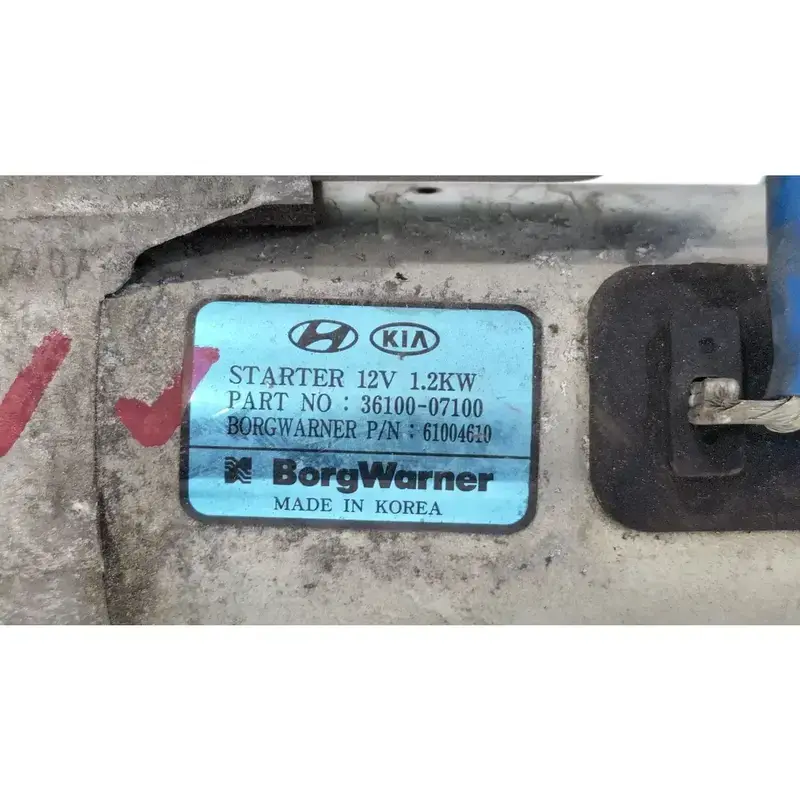 KIA
STARTER 12V 1.2KW
PART NO : 36100-07100
BORGWARNER P/N : 61004610
BorgWarner
MADE IN KOREA